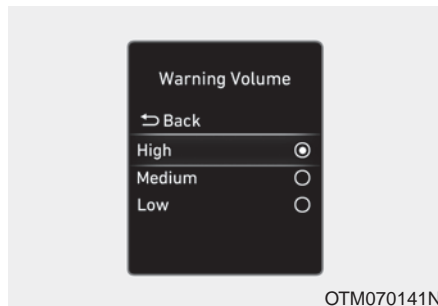 Warning Volume
Back
High
Medium
Low
OTM070141N